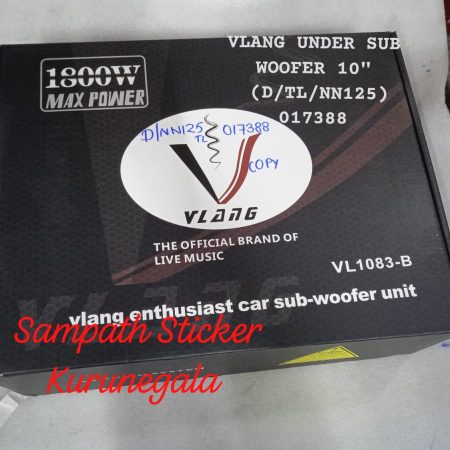 VLANG UNDER SUB
WOOFER 10"
(D/TL/NN125)
017388
1800W
MAX POWER
D/NN125 017388
TL
COPY
VLANG
THE OFFICIAL BRAND OF
LIVE MUSIC
VL1083-B
VLANG
vlang enthusiast car sub-woofer unit
Sampath Sticker
Kurunegala